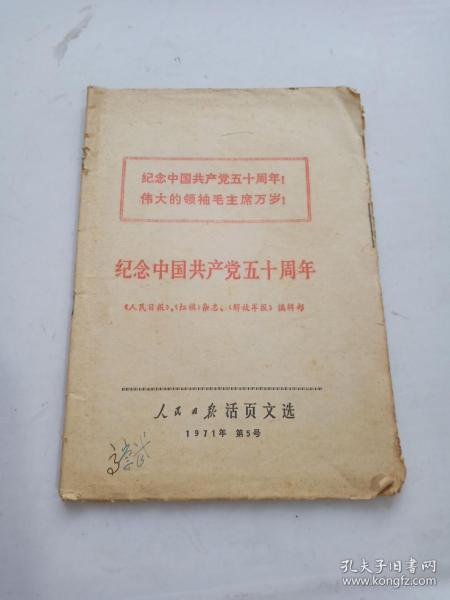 纪念中国共产党五十周年！
伟大的领袖毛主席万岁！
纪念中国共产党五十周年
《人民日报》、《红旗》杂志、《解放军报》编辑部
人民日报 活页文选
1971年 第5号
孔夫子旧书网
www.kongfz.com